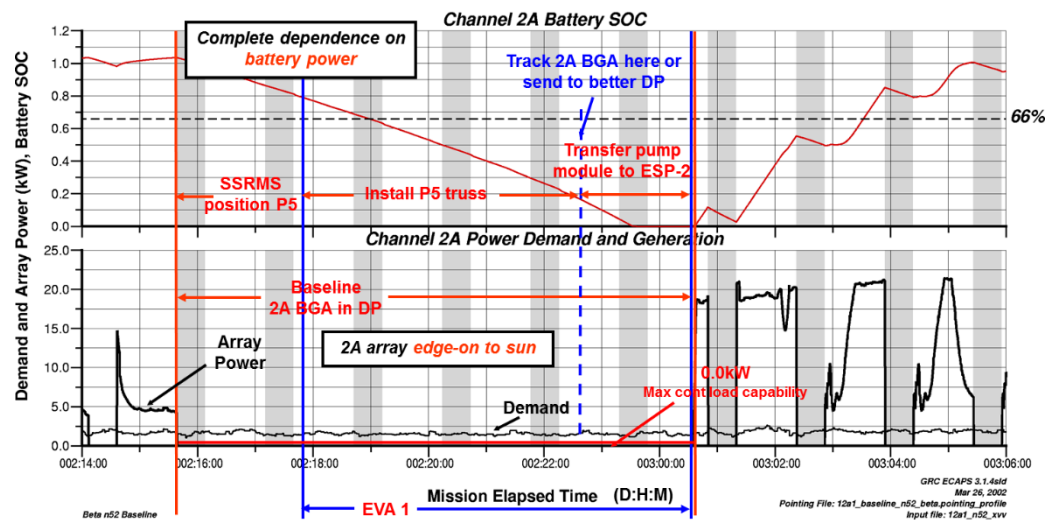 Channel 2A Battery SOC
Demand and Array Power (kW), Battery SOC
1.2
1.0
0.8
0.6
0.4
0.2
0.0
Complete dependence on
battery power
Track 2A BGA here or
send to better DP
66%
SSRMS
position P5
Install P5 truss
Transfer pump
module to ESP-2
Channel 2A Power Demand and Generation
25.0
20.0
15.0
10.0
5.0
0.0
Baseline
2A BGA in DP
Array
Power
2A array edge-on to sun
Demand
0.0kW
Max cont load capability
002:14:00
002:16:00
002:18:00
002:20:00
002:22:00
003:00:00
003:02:00
003:04:00
003:06:00
EVA 1
Mission Elapsed Time (D:H:M)
Beta n52 Baseline
GRC ECAPS 3.1.4sld
Mar 26, 2002
Pointing File: 12a1_baseline_n52_beta.pointing_profile
Input file: 12a1_n52_xvv